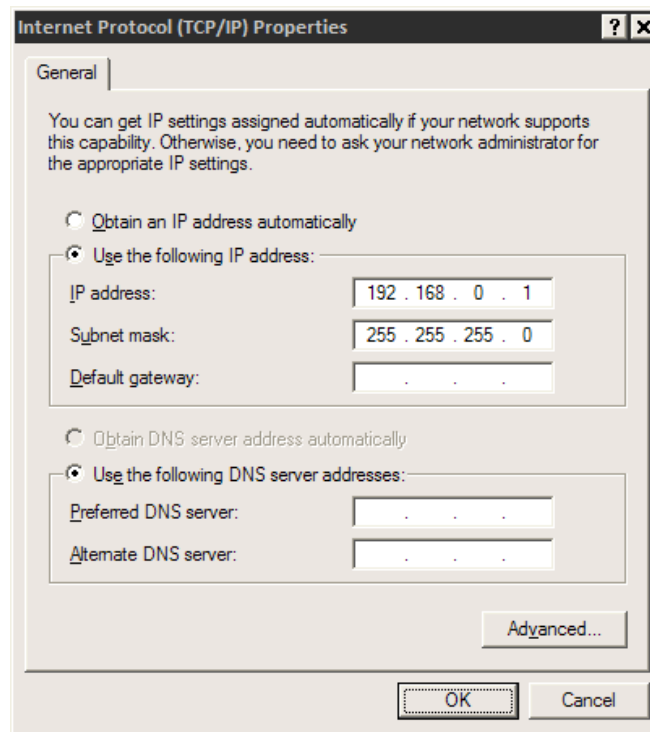 Internet Protocol (TCP/IP) Properties
General
You can get IP settings assigned automatically if your network supports
this capability. Otherwise, you need to ask your network administrator for
the appropriate IP settings.
Obtain an IP address automatically
Use the following IP address:
IP address: 192 . 168 . 0 . 1
Subnet mask: 255 . 255 . 255 . 0
Default gateway: . . .
Obtain DNS server address automatically
Use the following DNS server addresses:
Preferred DNS server: . . .
Alternate DNS server: . . .
Advanced...
OK Cancel